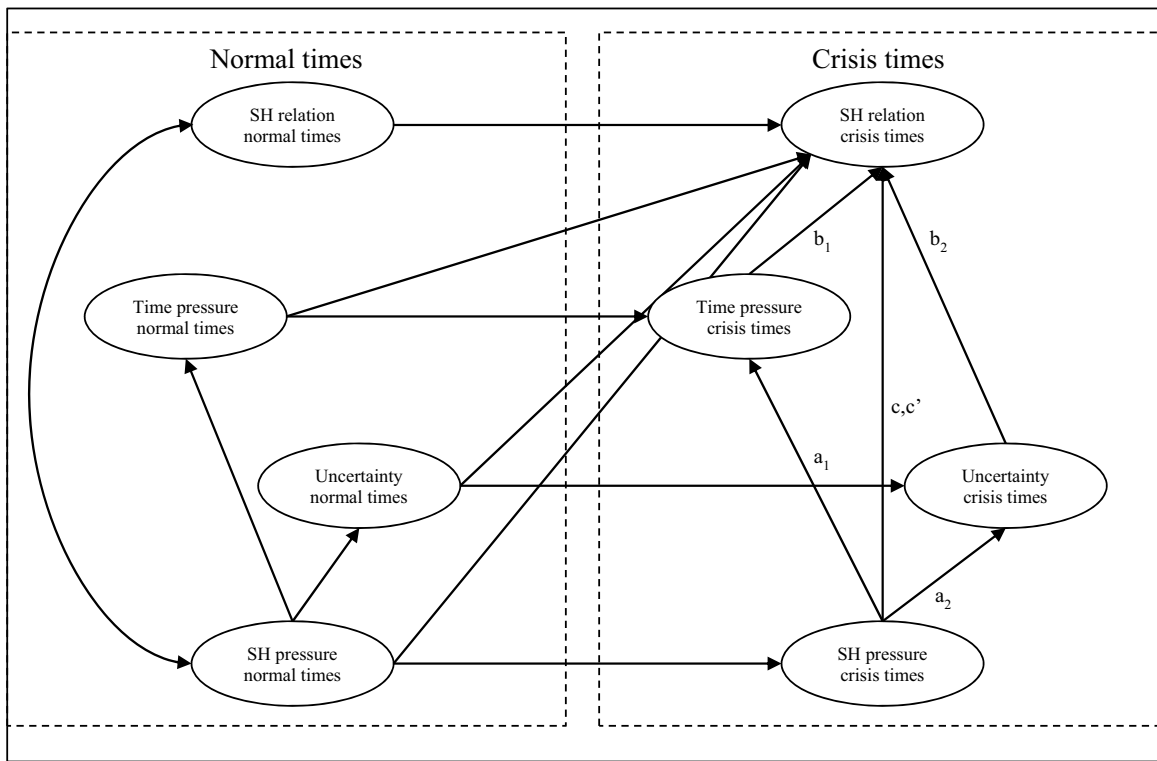 Normal times
Crisis times
SH relation
normal times
SH relation
crisis times
b₁
b₂
Time pressure
normal times
Time pressure
crisis times
c,c’
a₁
Uncertainty
normal times
Uncertainty
crisis times
a₂
SH pressure
normal times
SH pressure
crisis times